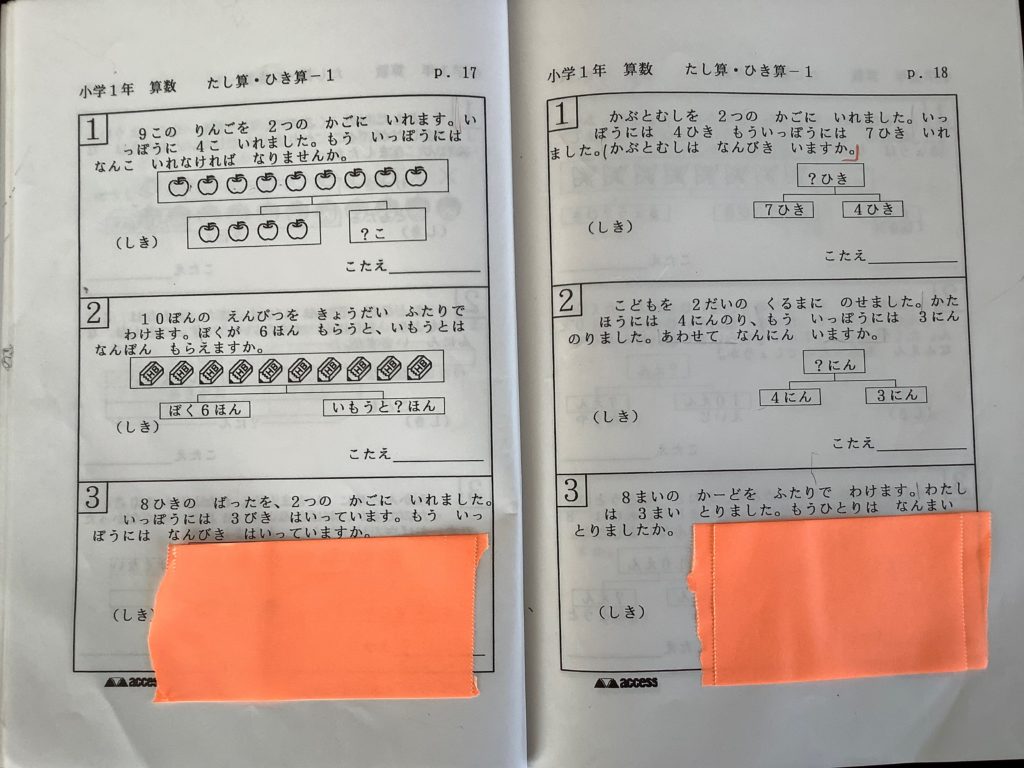 小学1年　算数　　たし算・ひき算－1　　p. 17
1　9この　りんごを　2つの　かごに　いれます。い
っぽうに　4こ　いれました。もう　いっぽうには
なんこ　いれなければ　なりませんか。
?こ
(しき)
こたえ
2　10ぽんの　えんぴつを　きょうだい　ふたりで
わけます。ぼくが　6ほん　もらうと、いもうとは
なんぼん　もらえますか。
HB HB HB HB HB HB HB HB HB HB
ぼく6ほん　いもうと?ほん
(しき)
こたえ
3　8ひきの　ばったを、2つの　かごに　いれました。
いっぽうには　3びき　はいっています。もう　いっ
ぽうには　なんびき　はいっていますか。
(しき)
access
小学1年　算数　　たし算・ひき算－1　　p. 18
1　かぶとむしを　2つの　かごに　いれました。いっ
ぽうには　4ひき　もういっぽうには　7ひき　いれ
ました。かぶとむしは　なんびき　いますか。
?ひき
7ひき　4ひき
(しき)
こたえ
2　こどもを　2だいの　くるまに　のせました。かた
ほうには　4にんのり、もう　いっぽうには　3にん
のりました。あわせて　なんにん　いますか。
?にん
4にん　3にん
(しき)
こたえ
3　8まいの　かーどを　ふたりで　わけます。わたし
は　3まい　とりました。もうひとりは　なんまい
とりましたか。
(しき)
access